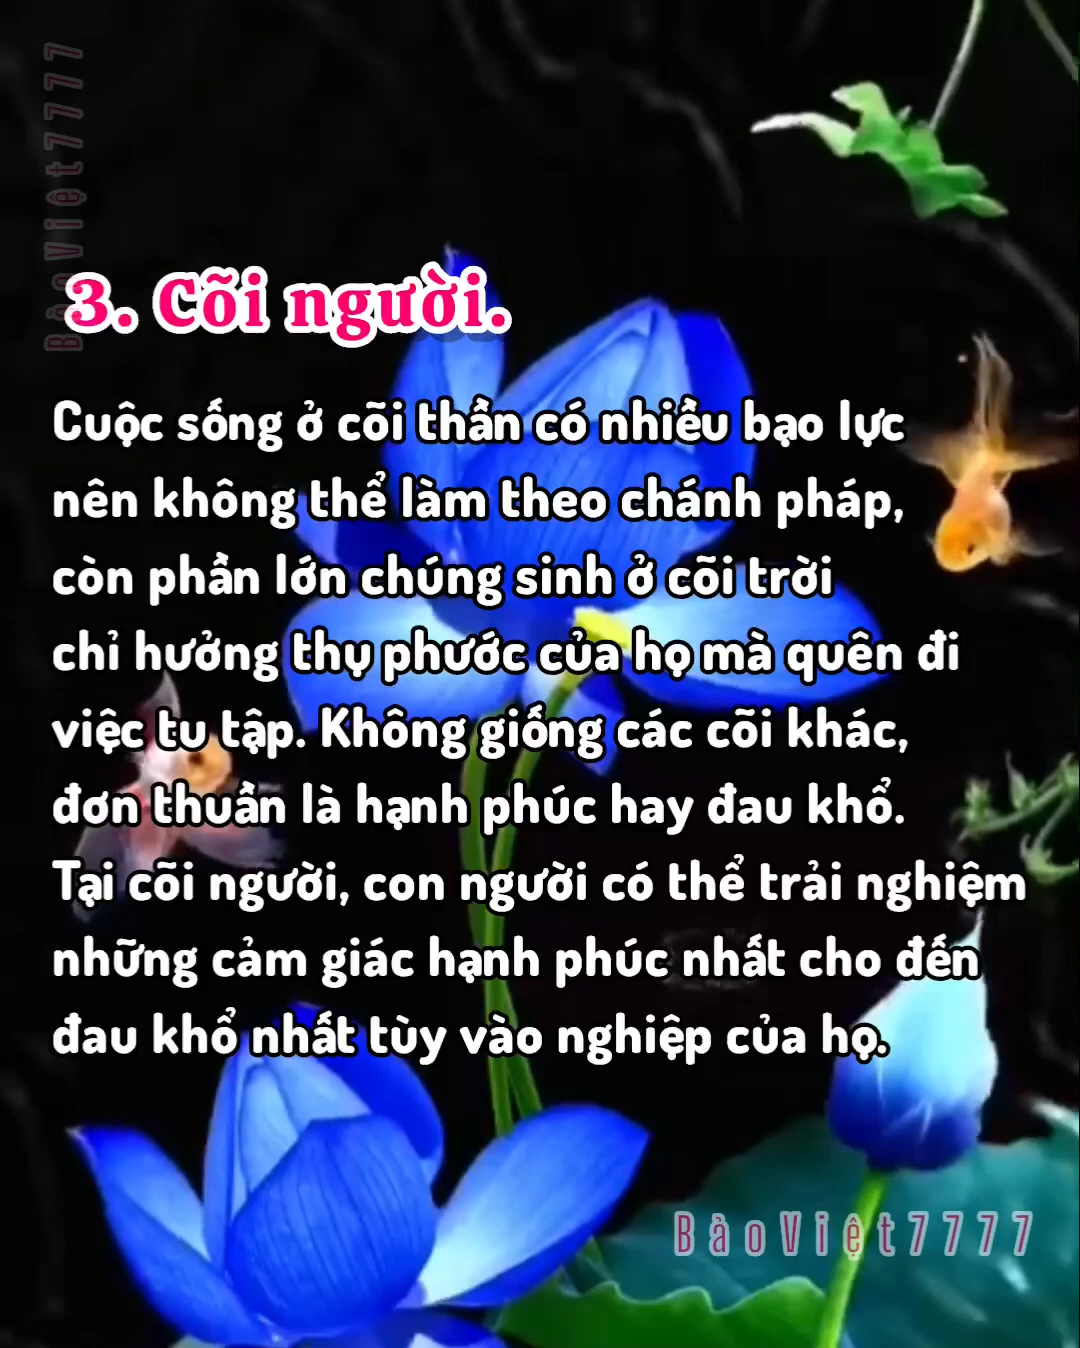 BảoViệt7777
3. Cõi người.
Cuộc sống ở cõi thần có nhiều bạo lực
nên không thể làm theo chánh pháp,
còn phần lớn chúng sinh ở cõi trời
chỉ hưởng thụ phước của họ mà quên đi
việc tu tập. Không giống các cõi khác,
đơn thuần là hạnh phúc hay đau khổ.
Tại cõi người, con người có thể trải nghiệm
những cảm giác hạnh phúc nhất cho đến
đau khổ nhất tùy vào nghiệp của họ.
BảoViệt7777